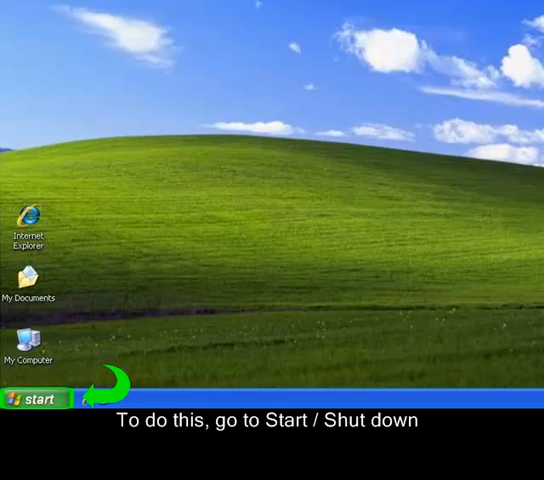 Internet
Explorer
My Documents
My Computer
start
To do this, go to Start / Shut down